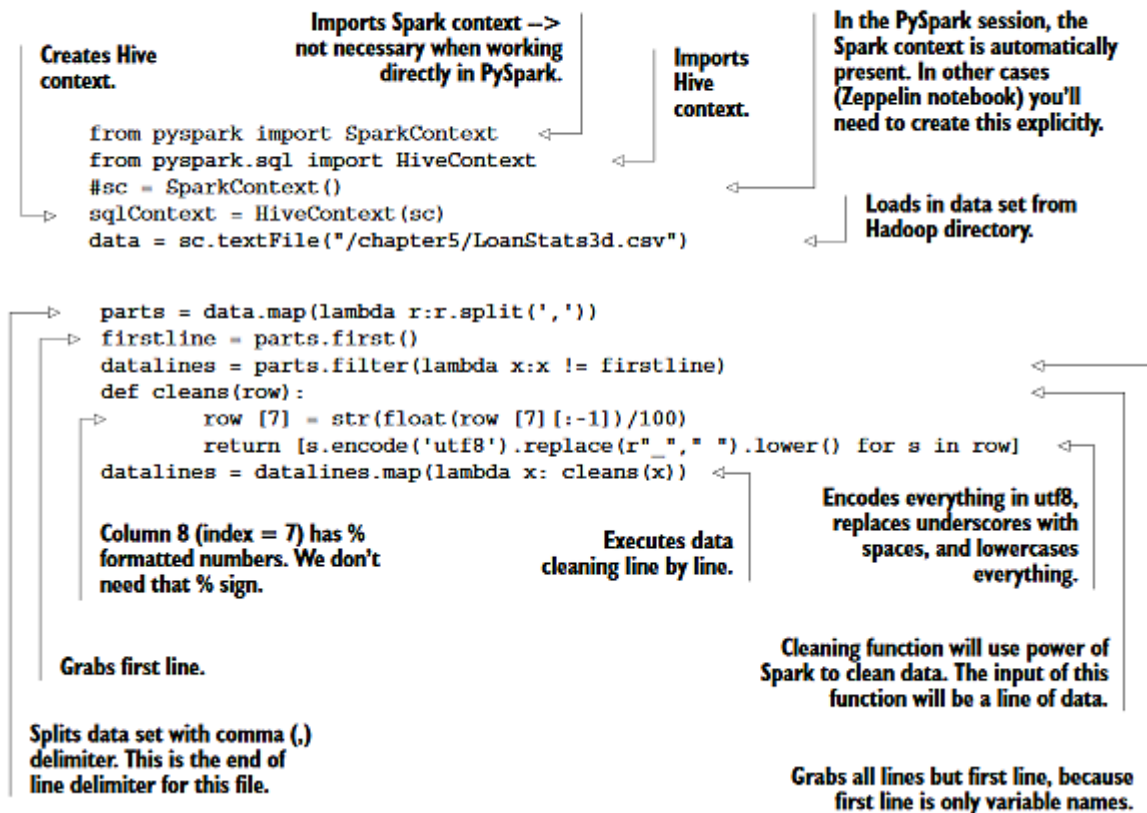 Creates Hive
context.
Imports Spark context -->
not necessary when working
directly in PySpark.
Imports
Hive
context.
In the PySpark session, the
Spark context is automatically
present. In other cases
(Zeppelin notebook) you'll
need to create this explicitly.
from pyspark import SparkContext
from pyspark.sql import HiveContext
#sc = SparkContext()
sqlContext = HiveContext(sc)
data = sc.textFile("/chapter5/LoanStats3d.csv")
Loads in data set from
Hadoop directory.
parts = data.map(lambda r:r.split(','))
firstline = parts.first()
datalines = parts.filter(lambda x:x != firstline)
def cleans(row):
row [7] = str(float(row [7][:-1])/100)
return [s.encode('utf8').replace(r"_"," ").lower() for s in row]
datalines = datalines.map(lambda x: cleans(x))
Column 8 (index = 7) has %
formatted numbers. We don't
need that % sign.
Executes data
cleaning line by line.
Encodes everything in utf8,
replaces underscores with
spaces, and lowercases
everything.
Grabs first line.
Cleaning function will use power of
Spark to clean data. The input of this
function will be a line of data.
Splits data set with comma (,)
delimiter. This is the end of
line delimiter for this file.
Grabs all lines but first line, because
first line is only variable names.